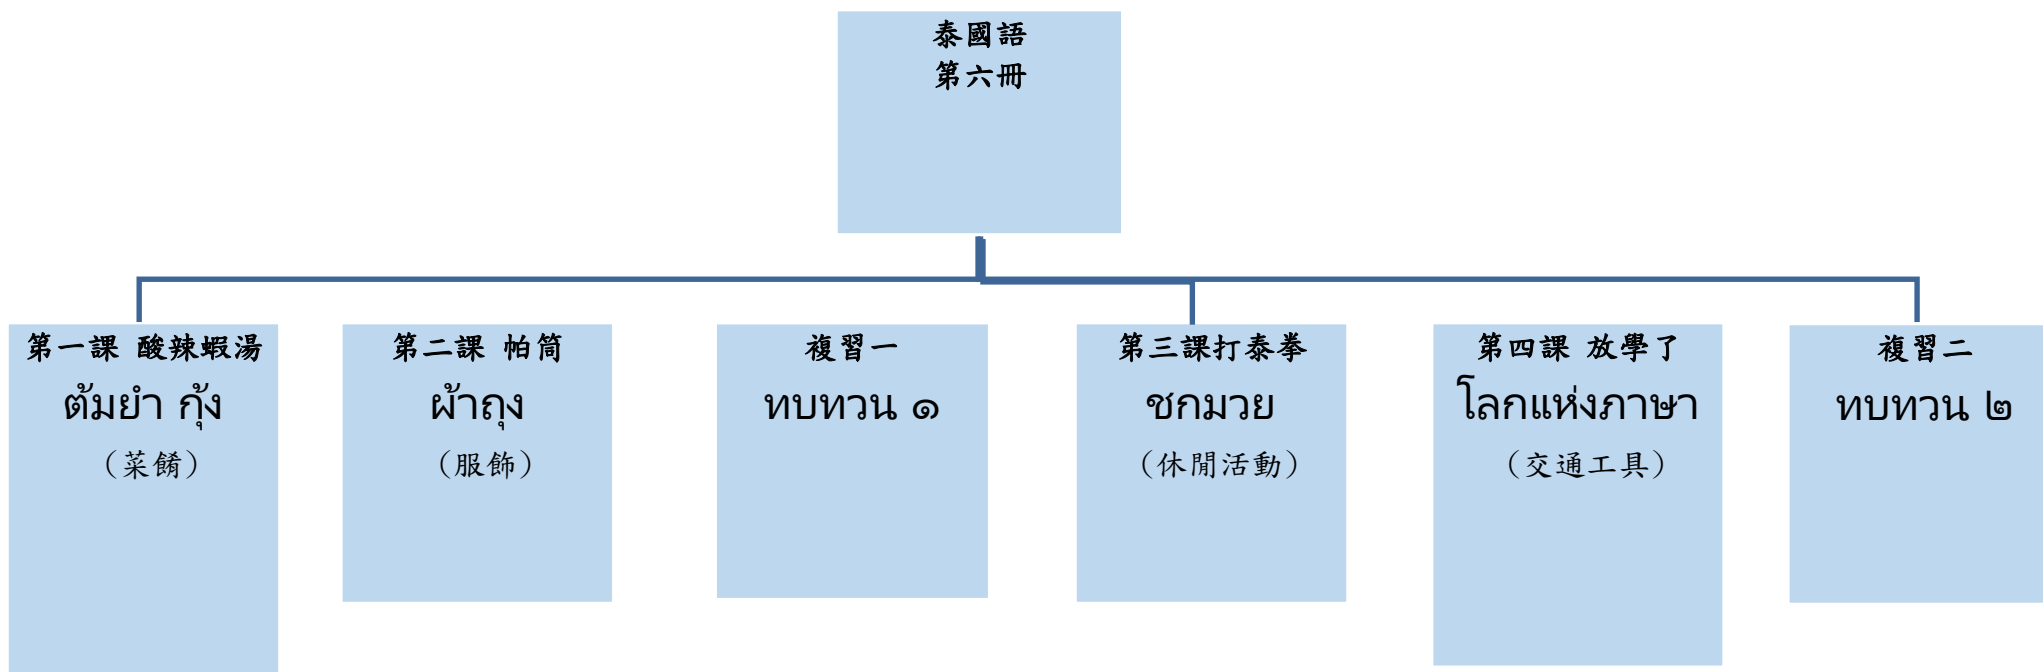 泰國語
第六冊
第一課 酸辣蝦湯
ต้มยำ กุ้ง
（菜餚）
第二課 帕筒
ผ้าถุง
（服飾）
複習一
ทบทวน ๑
第三課打泰拳
ชกมวย
（休閒活動）
第四課 放學了
โลกแห่งภาษา
（交通工具）
複習二
ทบทวน ๒